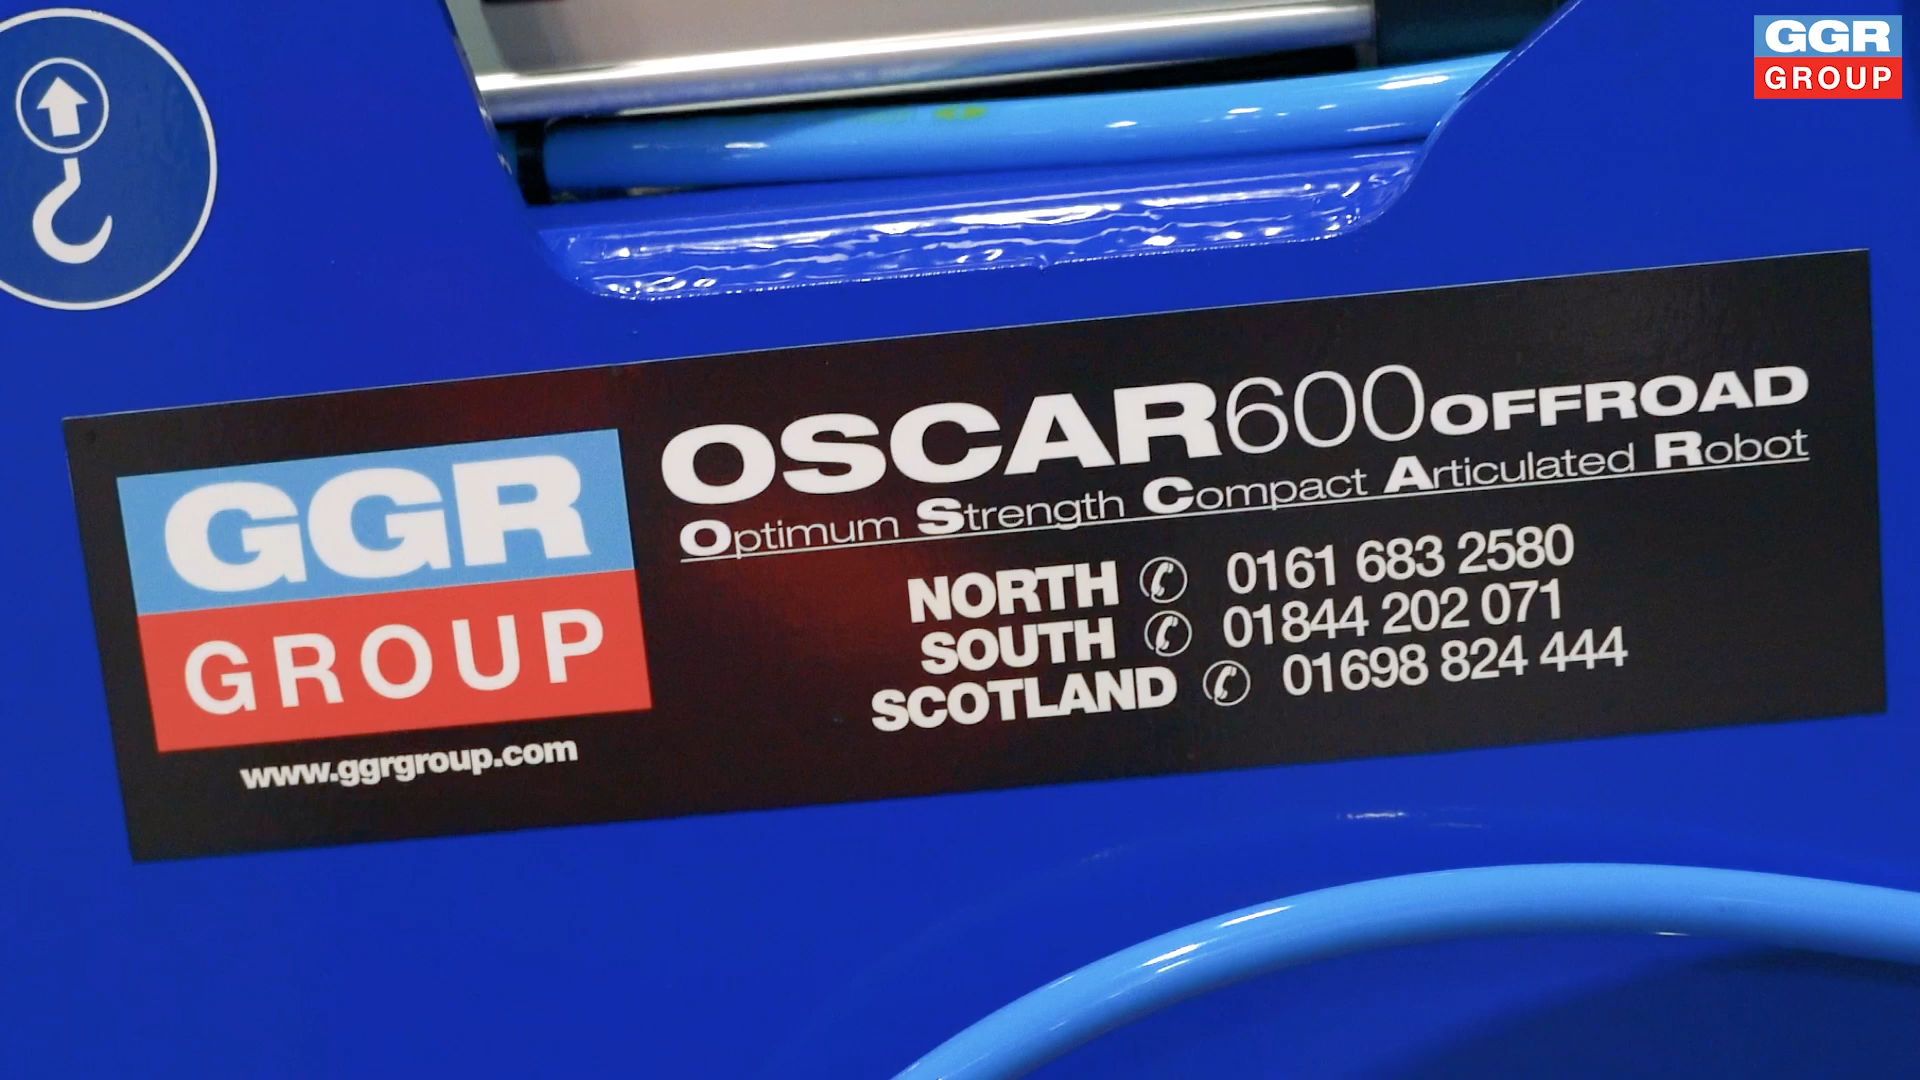 GGR
GROUP
OSCAR600OFFROAD
Optimum Strength Compact Articulated Robot
GGR
GROUP
www.ggrgroup.com
NORTH ✆ 0161 683 2580
SOUTH ✆ 01844 202 071
SCOTLAND ✆ 01698 824 444